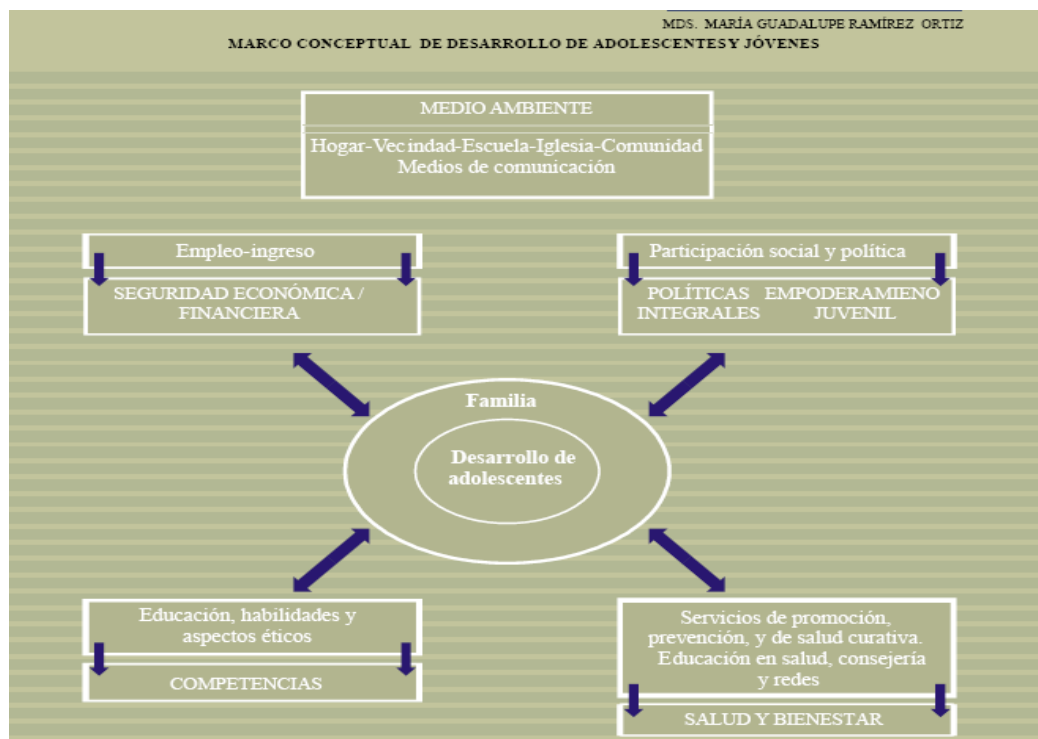 MDS. MARÍA GUADALUPE RAMÍREZ ORTIZ
MARCO CONCEPTUAL DE DESARROLLO DE ADOLESCENTES Y JÓVENES
MEDIO AMBIENTE
Hogar-Vecindad-Escuela-Iglesia-Comunidad
Medios de comunicación
Empleo-ingreso
SEGURIDAD ECONÓMICA /
FINANCIERA
Participación social y política
POLÍTICAS EMPODERAMIENO
INTEGRALES JUVENIL
Familia
Desarrollo de
adolescentes
Educación, habilidades y
aspectos éticos
COMPETENCIAS
Servicios de promoción,
prevención, y de salud curativa.
Educación en salud, consejería
y redes
SALUD Y BIENESTAR